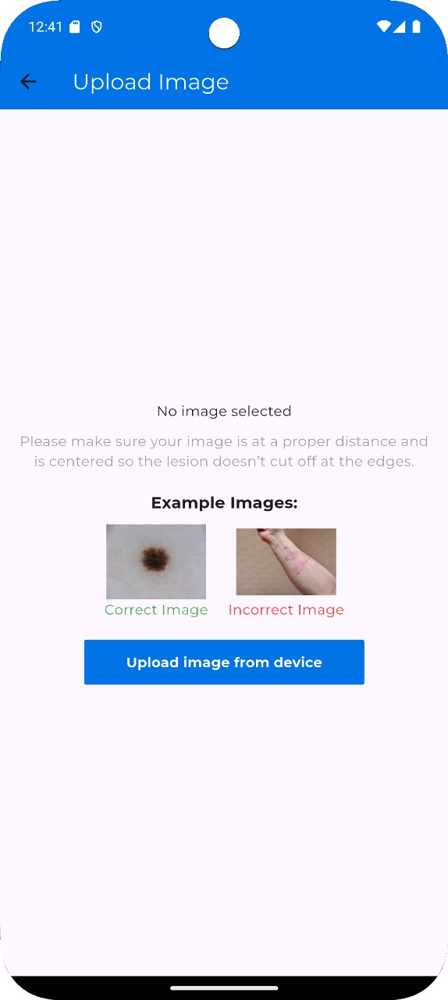 12:41
Upload Image
No image selected
Please make sure your image is at a proper distance and
is centered so the lesion doesn’t cut off at the edges.
Example Images:
Correct Image
Incorrect Image
Upload image from device